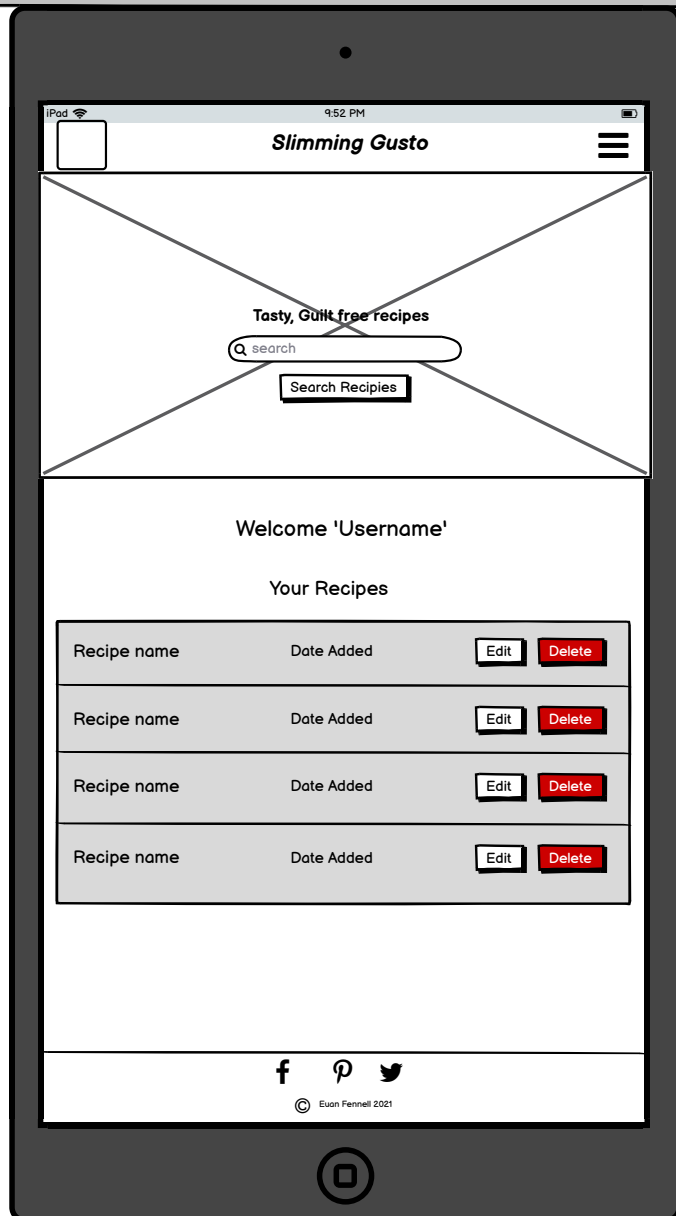 iPad 9:52 PM
Slimming Gusto
Tasty, Guilt free recipes
search
Search Recipies
Welcome 'Username'
Your Recipes
Recipe name Date Added Edit Delete
Recipe name Date Added Edit Delete
Recipe name Date Added Edit Delete
Recipe name Date Added Edit Delete
© Euan Fennell 2021